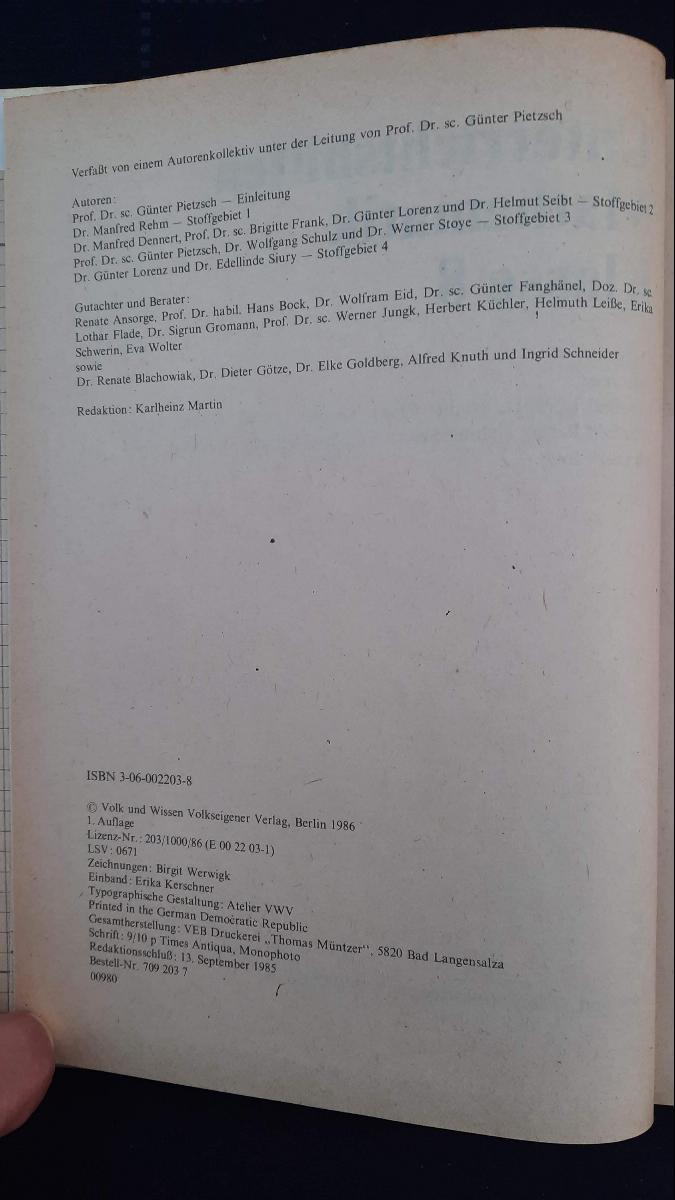 Verfaßt von einem Autorenkollektiv unter der Leitung von Prof. Dr. sc. Günter Pietzsch
Autoren:
Prof. Dr. sc. Günter Pietzsch — Einleitung
Dr. Manfred Rehm — Stoffgebiet 1
Dr. Manfred Dennert, Prof. Dr. sc. Brigitte Frank, Dr. Günter Lorenz und Dr. Helmut Seibt — Stoffgebiet 2
Prof. Dr. sc. Günter Pietzsch, Dr. Wolfgang Schulz und Dr. Werner Stoye — Stoffgebiet 3
Dr. Günter Lorenz und Dr. Edellinde Siury — Stoffgebiet 4
Gutachter und Berater:
Renate Ansorge, Prof. Dr. habil. Hans Bock, Dr. Wolfram Eid, Dr. sc. Günter Fanghänel, Doz. Dr. sc.
Lothar Flade, Dr. Sigrun Gromann, Prof. Dr. sc. Werner Jungk, Herbert Küchler, Helmuth Leiße, Erika
Schwerin, Eva Wolter
sowie
Dr. Renate Blachowiak, Dr. Dieter Götze, Dr. Elke Goldberg, Alfred Knuth und Ingrid Schneider
Redaktion: Karlheinz Martin
ISBN 3-06-002203-8
© Volk und Wissen Volkseigener Verlag, Berlin 1986
1. Auflage
Lizenz-Nr.: 203/1000/86 (E 00 22 03-1)
LSV: 0671
Zeichnungen: Birgit Werwigk
Einband: Erika Kerschner
Typographische Gestaltung: Atelier VWV
Printed in the German Democratic Republic
Gesamtherstellung: VEB Druckerei „Thomas Müntzer“, 5820 Bad Langensalza
Schrift: 9/10 p Times Antiqua, Monophoto
Redaktionsschluß: 13. September 1985
Bestell-Nr. 709 203 7
00980